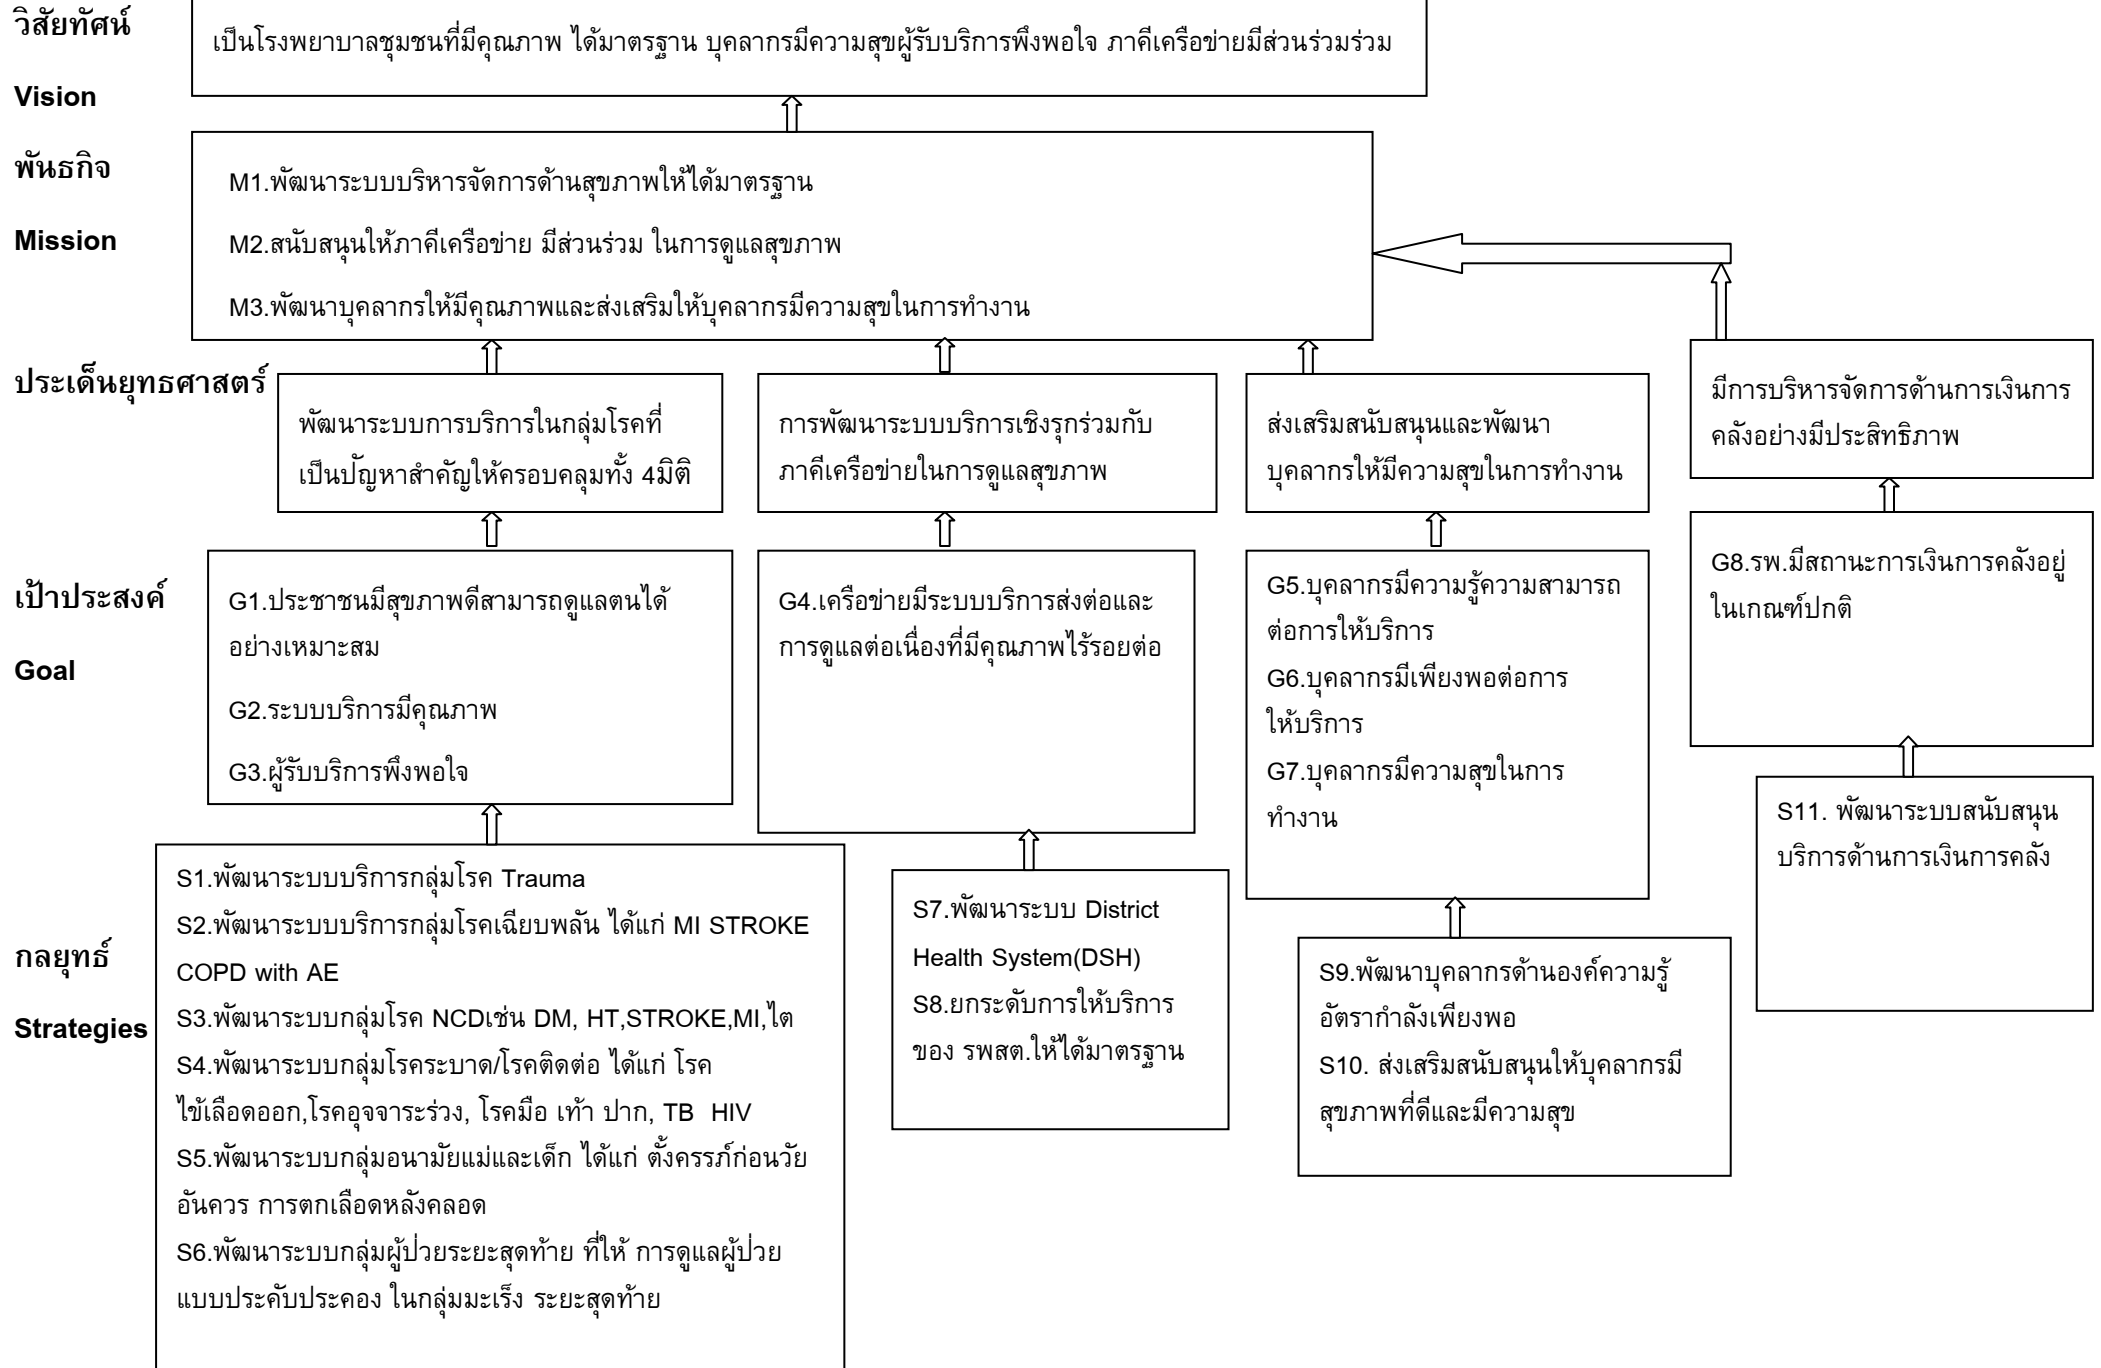 วิสัยทัศน์
Vision
เป็นโรงพยาบาลชุมชนที่มีคุณภาพ ได้มาตรฐาน บุคลากรมีความสุขผู้รับบริการพึงพอใจ ภาคีเครือข่ายมีส่วนร่วมร่วม
พันธกิจ
Mission
M1.พัฒนาระบบบริหารจัดการด้านสุขภาพให้ได้มาตรฐาน
M2.สนับสนุนให้ภาคีเครือข่าย มีส่วนร่วม ในการดูแลสุขภาพ
M3.พัฒนาบุคลากรให้มีคุณภาพและส่งเสริมให้บุคลากรมีความสุขในการทำงาน
ประเด็นยุทธศาสตร์
พัฒนาระบบการบริการในกลุ่มโรคที่
เป็นปัญหาสำคัญให้ครอบคลุมทั้ง 4มิติ
การพัฒนาระบบบริการเชิงรุกร่วมกับ
ภาคีเครือข่ายในการดูแลสุขภาพ
ส่งเสริมสนับสนุนและพัฒนา
บุคลากรให้มีความสุขในการทำงาน
มีการบริหารจัดการด้านการเงินการ
คลังอย่างมีประสิทธิภาพ
เป้าประสงค์
Goal
G1.ประชาชนมีสุขภาพดีสามารถดูแลตนได้
อย่างเหมาะสม
G2.ระบบบริการมีคุณภาพ
G3.ผู้รับบริการพึงพอใจ
G4.เครือข่ายมีระบบบริการส่งต่อและ
การดูแลต่อเนื่องที่มีคุณภาพไร้รอยต่อ
G5.บุคลากรมีความรู้ความสามารถ
ต่อการให้บริการ
G6.บุคลากรมีเพียงพอต่อการ
ให้บริการ
G7.บุคลากรมีความสุขในการ
ทำงาน
G8.รพ.มีสถานะการเงินการคลังอยู่
ในเกณฑ์ปกติ
กลยุทธ์
Strategies
S1.พัฒนาระบบบริการกลุ่มโรค Trauma
S2.พัฒนาระบบบริการกลุ่มโรคเฉียบพลัน ได้แก่ MI STROKE
COPD with AE
S3.พัฒนาระบบกลุ่มโรค NCDเช่น DM, HT,STROKE,MI,ไต
S4.พัฒนาระบบกลุ่มโรคระบาด/โรคติดต่อ ได้แก่ โรค
ไข้เลือดออก,โรคอุจจาระร่วง, โรคมือ เท้า ปาก, TB  HIV
S5.พัฒนาระบบกลุ่มอนามัยแม่และเด็ก ได้แก่ ตั้งครรภ์ก่อนวัย
อันควร การตกเลือดหลังคลอด
S6.พัฒนาระบบกลุ่มผู้ป่วยระยะสุดท้าย ที่ให้ การดูแลผู้ป่วย
แบบประคับประคอง ในกลุ่มมะเร็ง ระยะสุดท้าย
S7.พัฒนาระบบ District
Health System(DSH)
S8.ยกระดับการให้บริการ
ของ รพสต.ให้ได้มาตรฐาน
S9.พัฒนาบุคลากรด้านองค์ความรู้
อัตรากำลังเพียงพอ
S10. ส่งเสริมสนับสนุนให้บุคลากรมี
สุขภาพที่ดีและมีความสุข
S11. พัฒนาระบบสนับสนุน
บริการด้านการเงินการคลัง